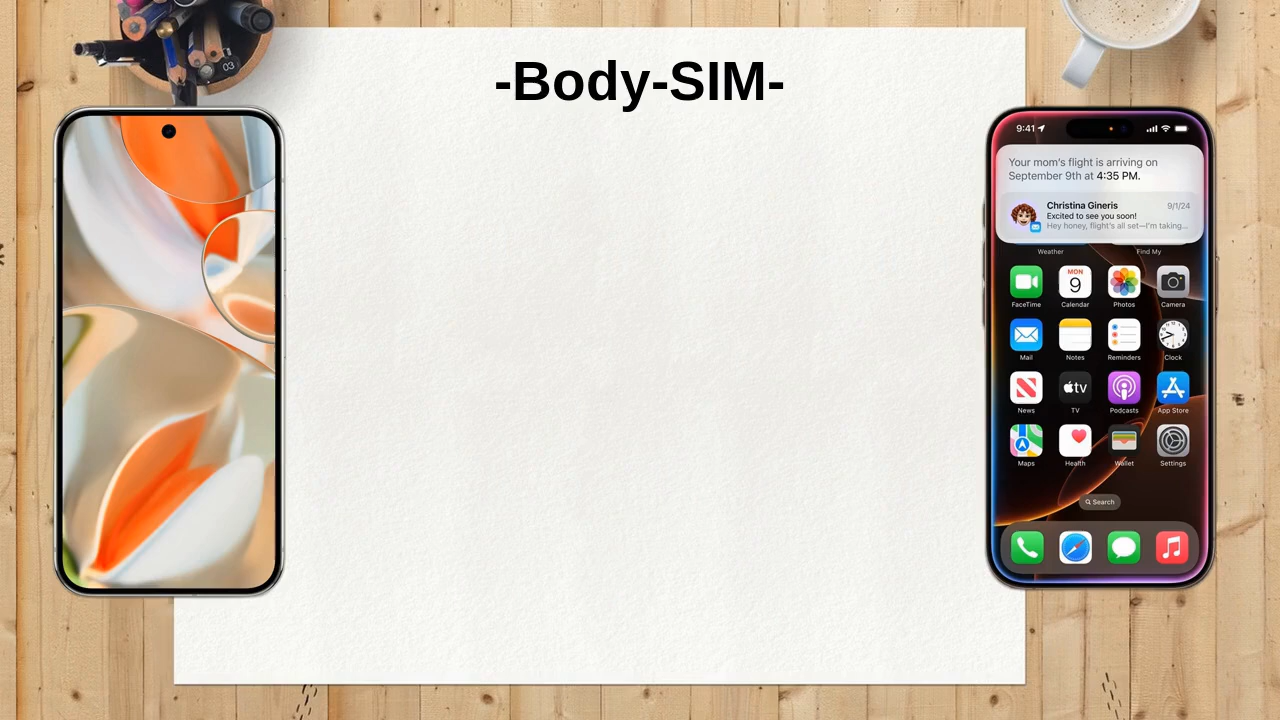 -Body-SIM-
03
9:41
Your mom's flight is arriving on
September 9th at 4:35 PM.
Christina Gineris 9/1/24
Excited to see you soon!
Hey honey, flight's all set—I'm taking...
Weather Find My
MON
9
FaceTime Calendar Photos Camera
Mail Notes Reminders Clock
tv
News TV Podcasts App Store
Maps Health Wallet Settings
Search